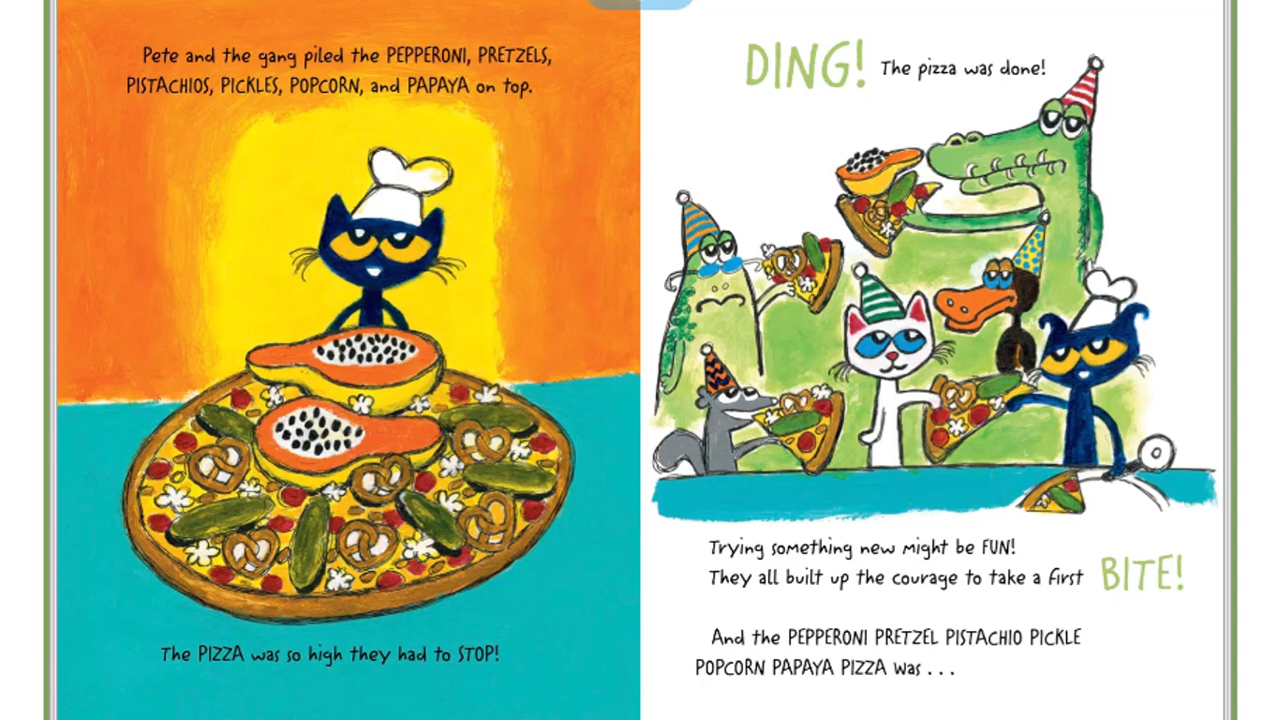 Pete and the gang piled the PEPPERONI, PRETZELS,
PISTACHIOS, PICKLES, POPCORN, and PAPAYA on top.
The PIZZA was so high they had to STOP!
DING! The pizza was done!
Trying something new might be FUN!
They all built up the courage to take a first BITE!
And the PEPPERONI PRETZEL PISTACHIO PICKLE
POPCORN PAPAYA PIZZA was . . .